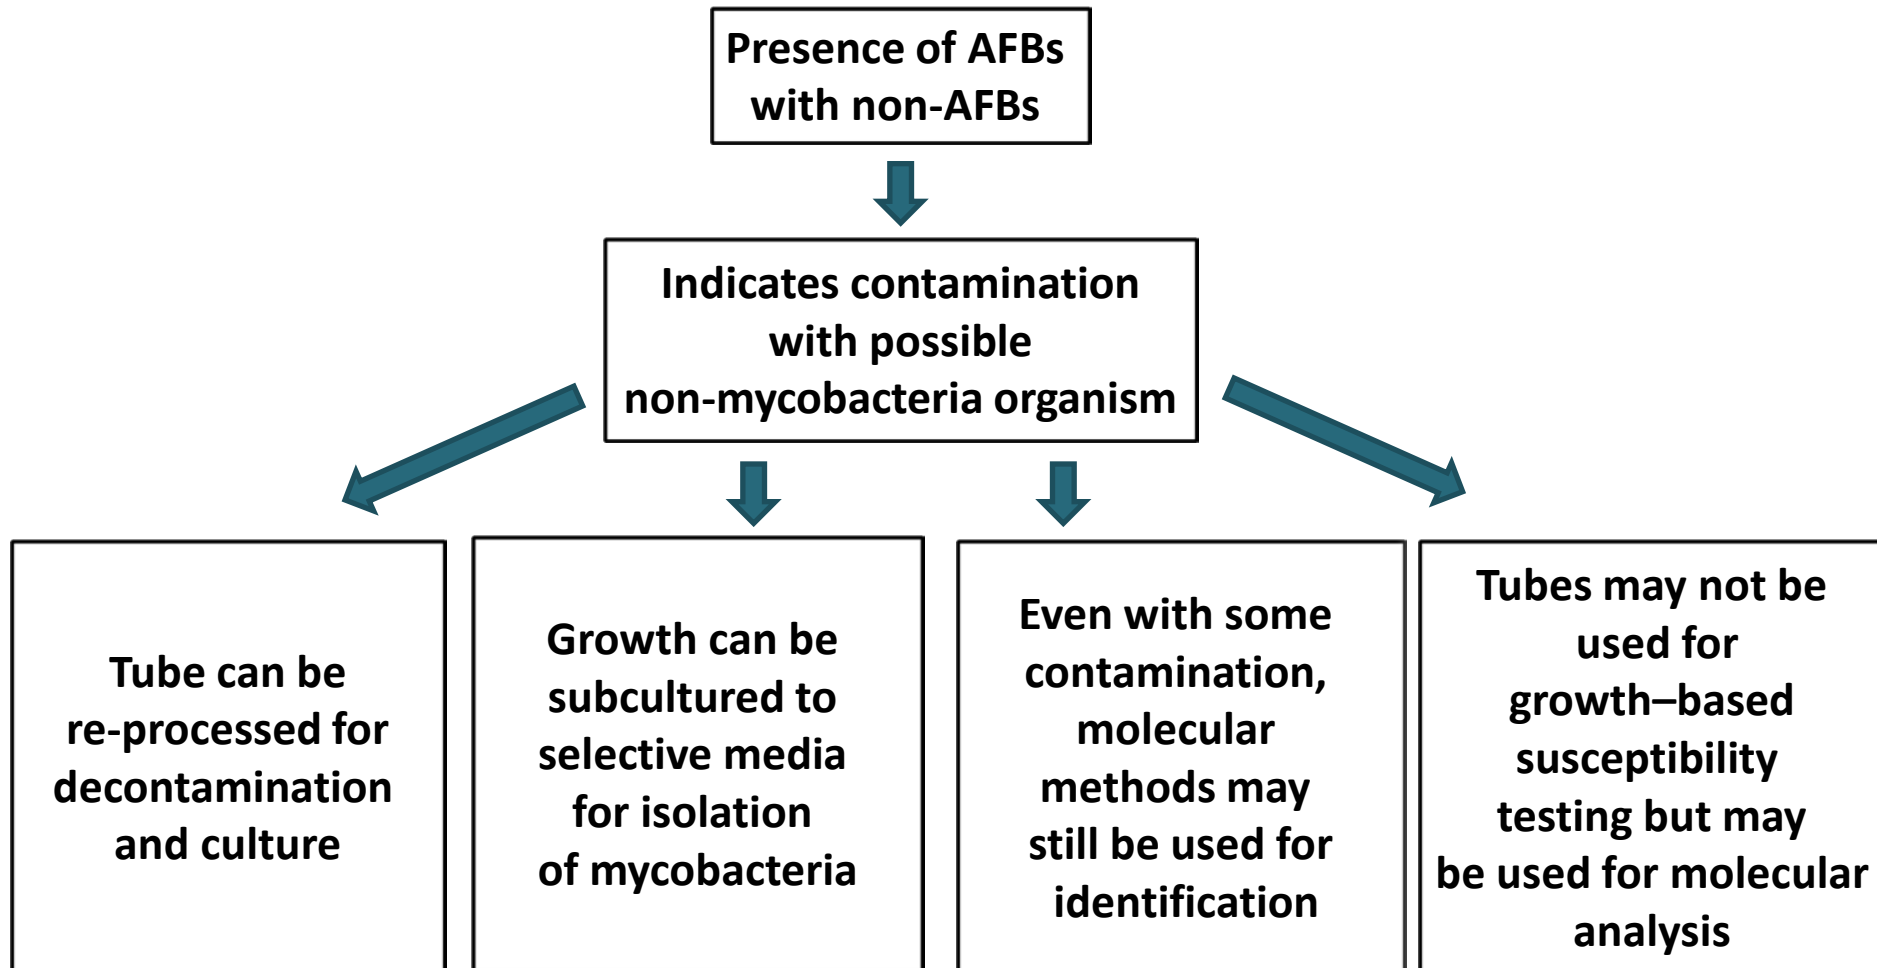 Presence of AFBs
with non-AFBs
Indicates contamination
with possible
non-mycobacteria organism
Tube can be
re-processed for
decontamination
and culture
Growth can be
subcultured to
selective media
for isolation
of mycobacteria
Even with some
contamination,
molecular
methods may
still be used for
identification
Tubes may not be
used for
growth–based
susceptibility
testing but may
be used for molecular
analysis